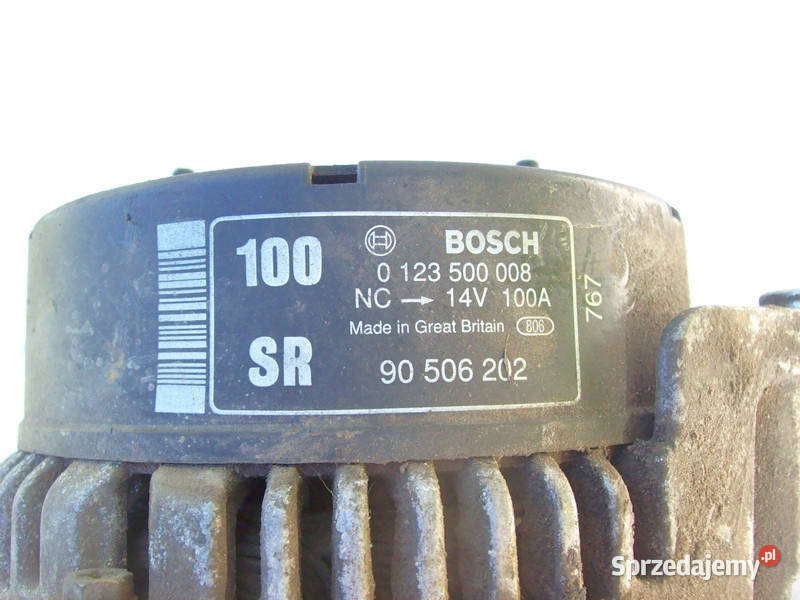 100
BOSCH
0 123 500 008
NC → 14V 100A
Made in Great Britain 806
SR
90 506 202
767
Sprzedajemy.pl